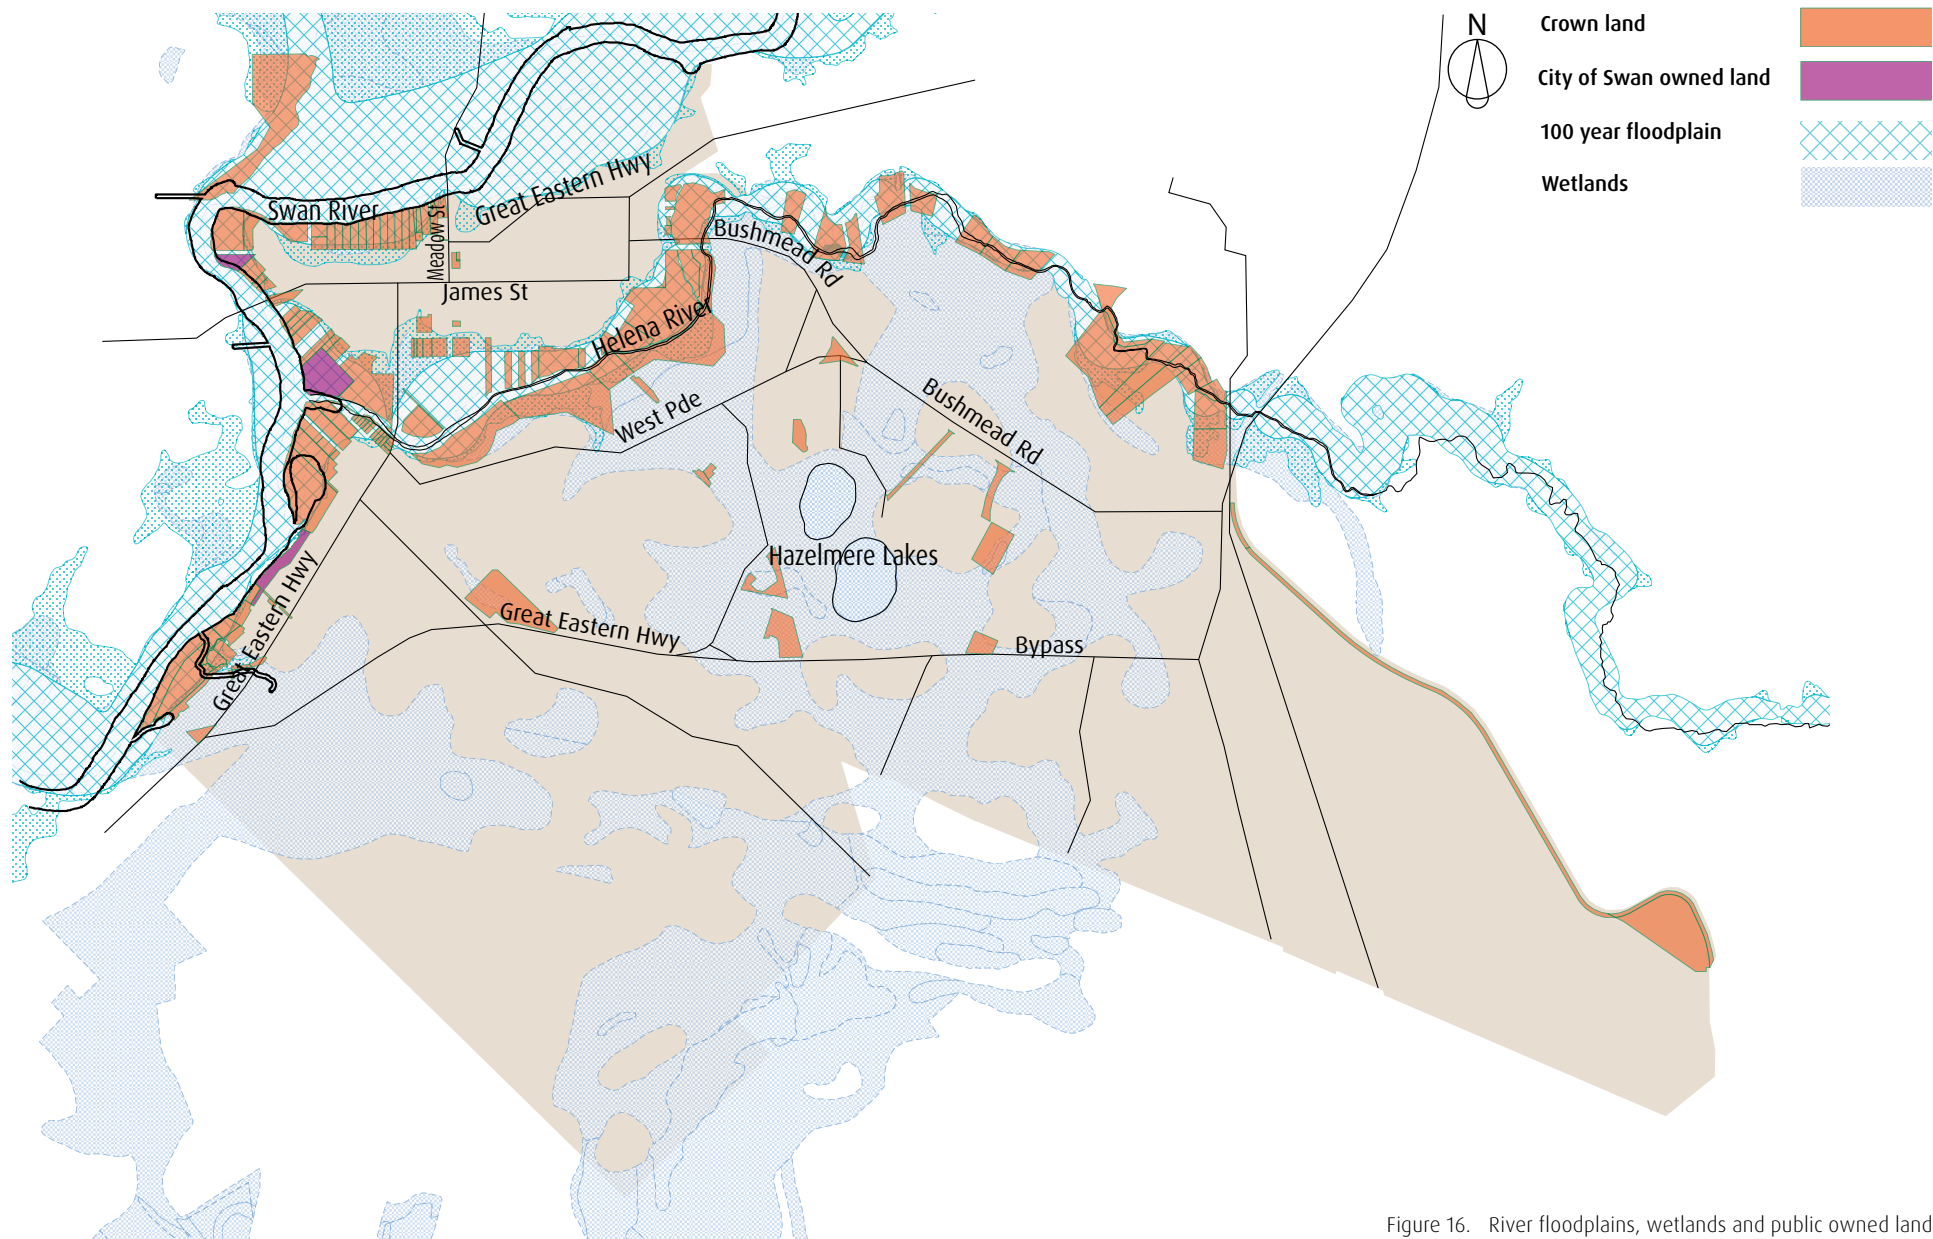 N
Crown land
City of Swan owned land
100 year floodplain
Wetlands
Swan River
Meadow St
Great Eastern Hwy
James St
Bushmead Rd
Helena River
West Pde
Bushmead Rd
Hazelmere Lakes
Great Eastern Hwy
Great Eastern Hwy
Bypass
Figure 16. River floodplains, wetlands and public owned land